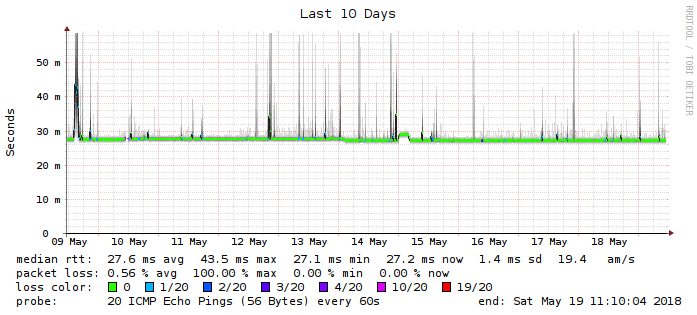 Last 10 Days
RRDTOOL / TOBI OETIKER
Seconds
50 m
40 m
30 m
20 m
10 m
0
09 May 10 May 11 May 12 May 13 May 14 May 15 May 16 May 17 May 18 May
median rtt: 27.6 ms avg 43.5 ms max 27.1 ms min 27.2 ms now 1.4 ms sd 19.4 am/s
packet loss: 0.56 % avg 100.00 % max 0.00 % min 0.00 % now
loss color: 0 1/20 2/20 3/20 4/20 10/20 19/20
probe: 20 ICMP Echo Pings (56 Bytes) every 60s end: Sat May 19 11:10:04 2018